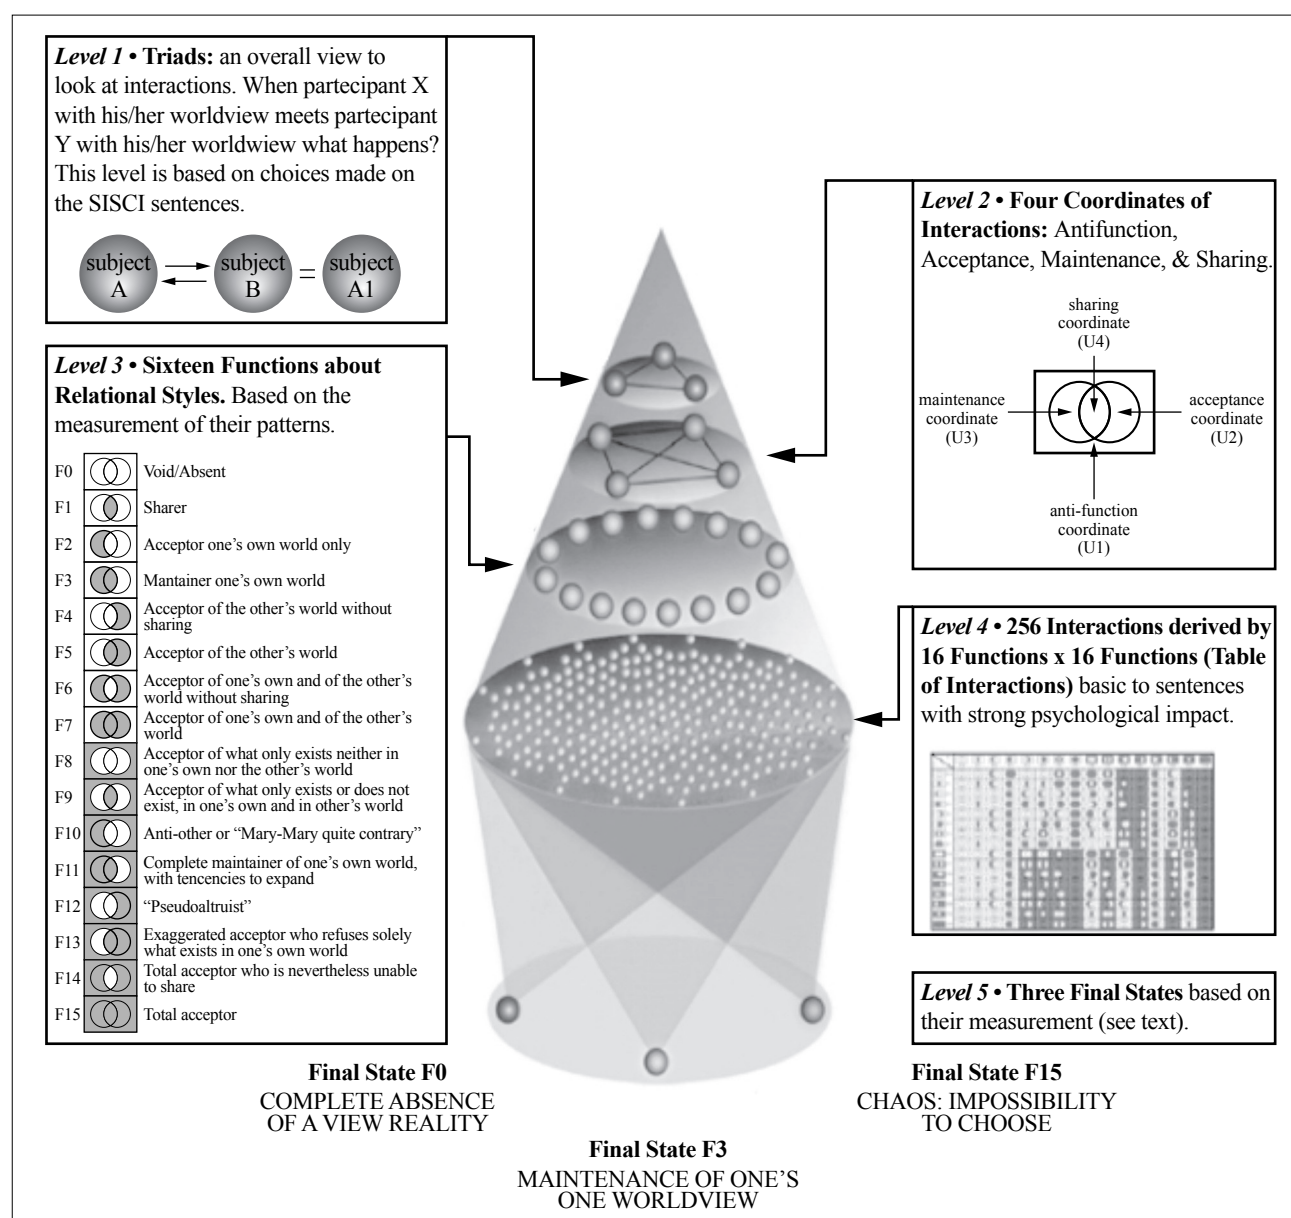 Level 1 • Triads: an overall view to
look at interactions. When partecipant X
with his/her worldview meets partecipant
Y with his/her worldwiew what happens?
This level is based on choices made on
the SISCI sentences.
subject
A
subject
B
=
subject
A1
Level 2 • Four Coordinates of
Interactions: Antifunction,
Acceptance, Maintenance, & Sharing.
sharing
coordinate
(U4)
maintenance
coordinate
(U3)
acceptance
coordinate
(U2)
anti-function
coordinate
(U1)
Level 3 • Sixteen Functions about
Relational Styles. Based on the
measurement of their patterns.
F0 Void/Absent
F1 Sharer
F2 Acceptor one's own world only
F3 Mantainer one's own world
F4 Acceptor of the other's world without
sharing
F5 Acceptor of the other's world
F6 Acceptor of one's own and of the other's
world without sharing
F7 Acceptor of one's own and of the other's
world
F8 Acceptor of what only exists neither in
one's own nor the other's world
F9 Acceptor of what only exists or does not
exist, in one's own and in other's world
F10 Anti-other or “Mary-Mary quite contrary”
F11 Complete maintainer of one's own world,
with tencencies to expand
F12 “Pseudoaltruist”
F13 Exaggerated acceptor who refuses solely
what exists in one's own world
F14 Total acceptor who is nevertheless unable
to share
F15 Total acceptor
Level 4 • 256 Interactions derived by
16 Functions x 16 Functions (Table
of Interactions) basic to sentences
with strong psychological impact.
Level 5 • Three Final States based on
their measurement (see text).
Final State F0
COMPLETE ABSENCE
OF A VIEW REALITY
Final State F15
CHAOS: IMPOSSIBILITY
TO CHOOSE
Final State F3
MAINTENANCE OF ONE'S
ONE WORLDVIEW